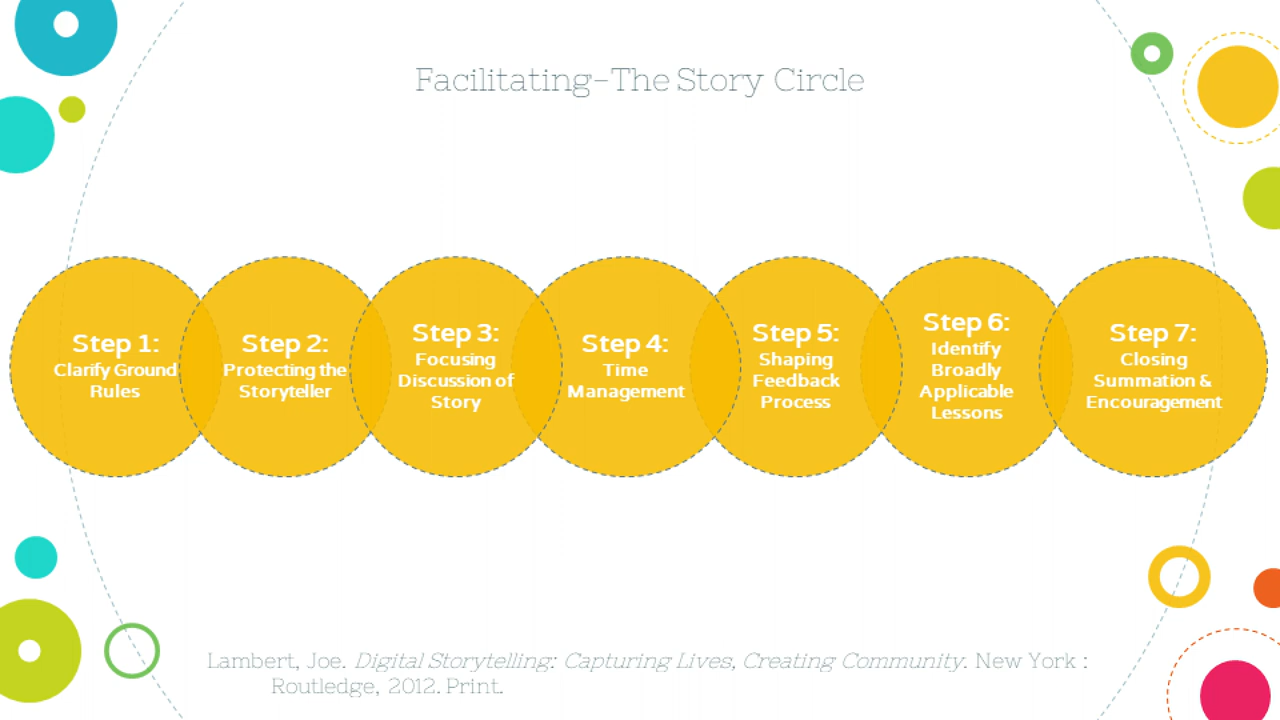 Facilitating-The Story Circle
Step 1:
Clarify Ground
Rules
Step 2:
Protecting the
Storyteller
Step 3:
Focusing
Discussion of
Story
Step 4:
Time
Management
Step 5:
Shaping
Feedback
Process
Step 6:
Identify
Broadly
Applicable
Lessons
Step 7:
Closing
Summation &
Encouragement
Lambert, Joe. Digital Storytelling: Capturing Lives, Creating Community. New York :
Routledge, 2012. Print.